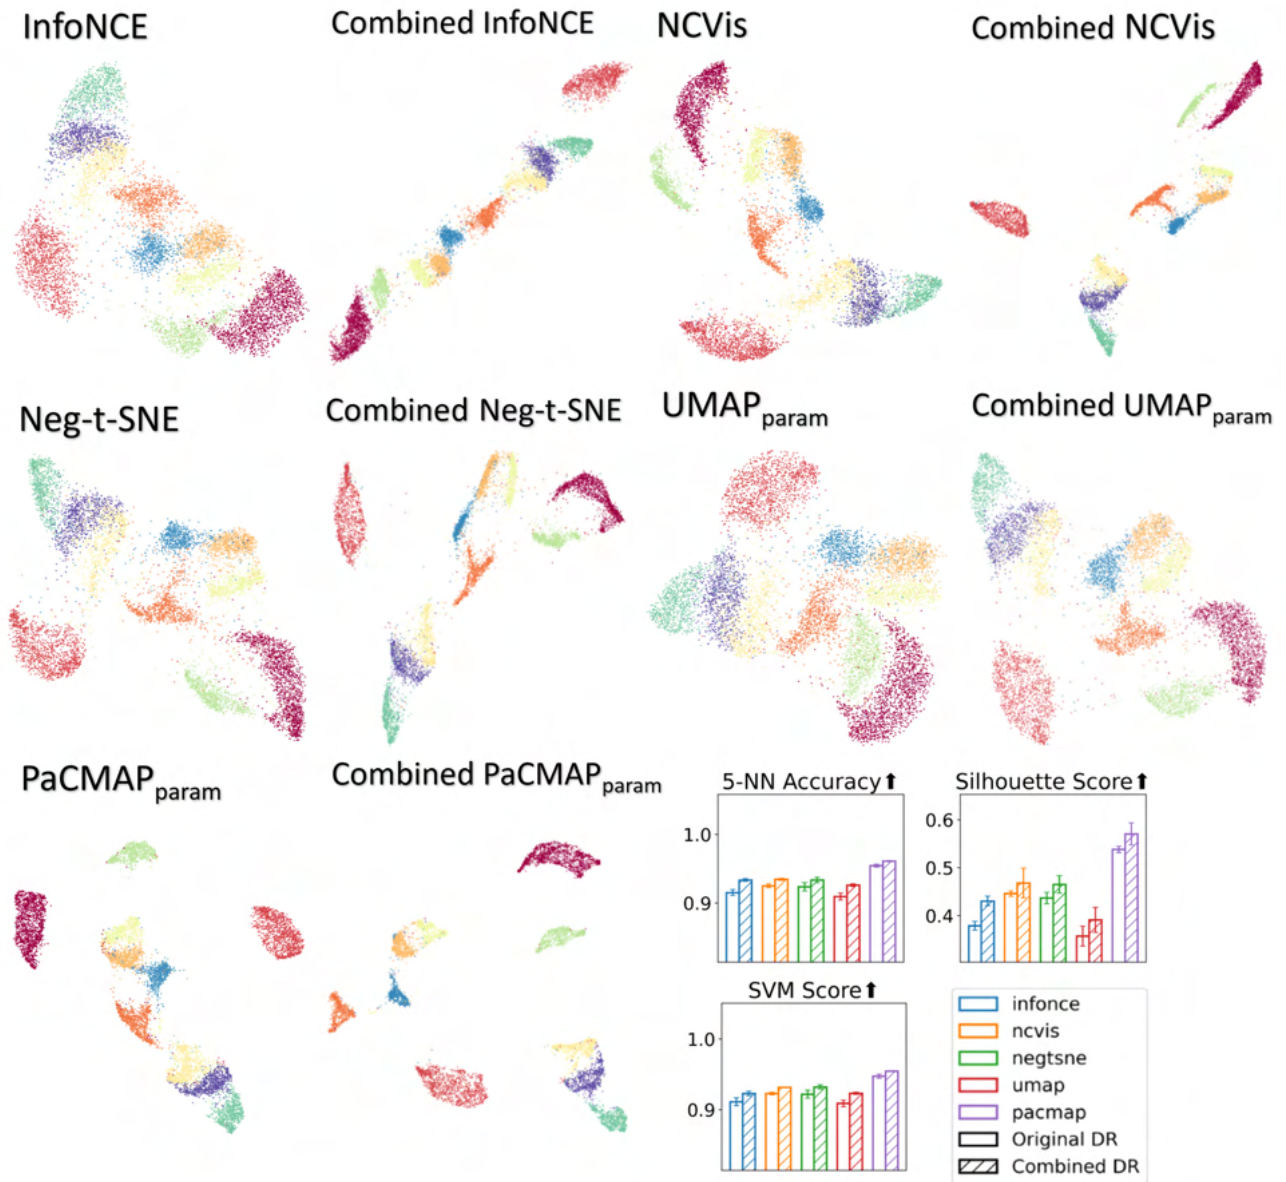 InfoNCE
Combined InfoNCE
NCVis
Combined NCVis
Neg-t-SNE
Combined Neg-t-SNE
UMAPparam
Combined UMAPparam
PaCMAPparam
Combined PaCMAPparam
5-NN Accuracy⬆
1.0
0.9
Silhouette Score⬆
0.6
0.5
0.4
SVM Score⬆
1.0
0.9
infonce
ncvis
negtsne
umap
pacmap
Original DR
Combined DR